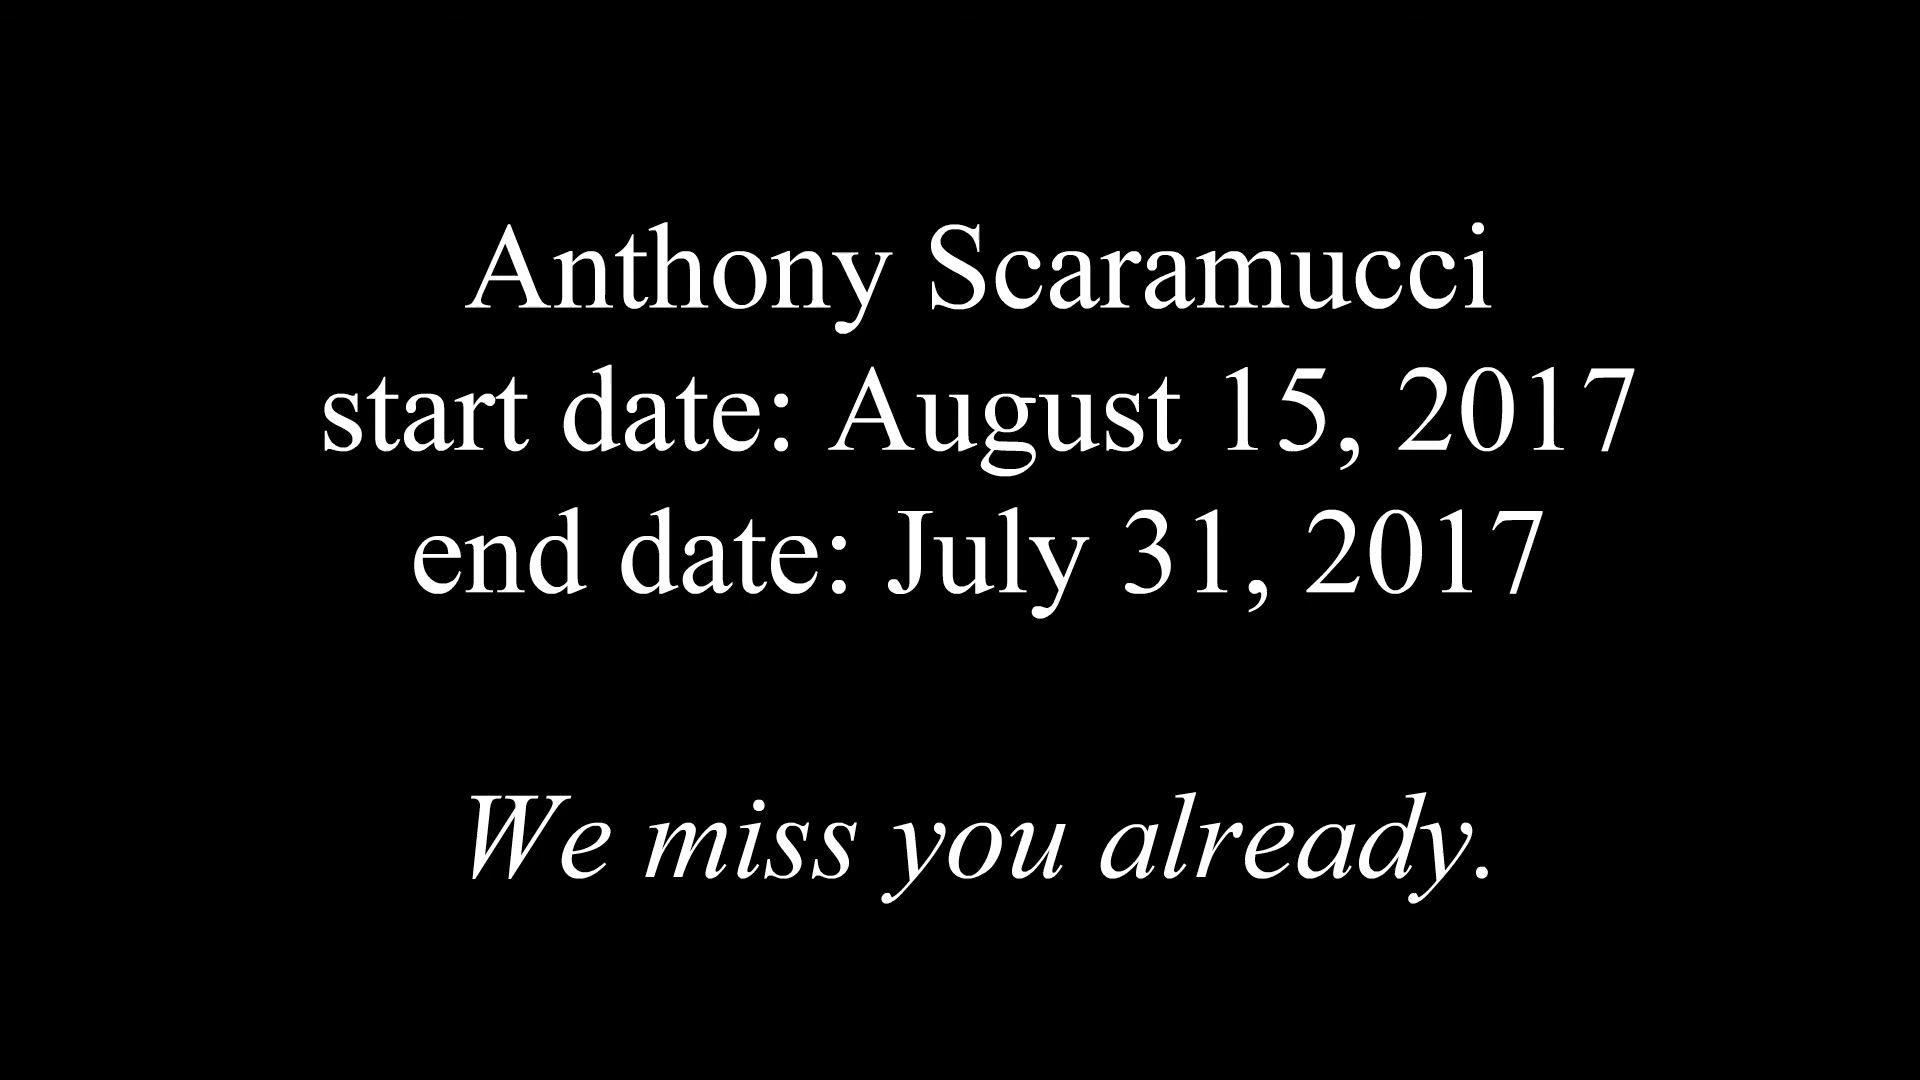 Anthony Scaramucci
start date: August 15, 2017
end date: July 31, 2017
We miss you already.